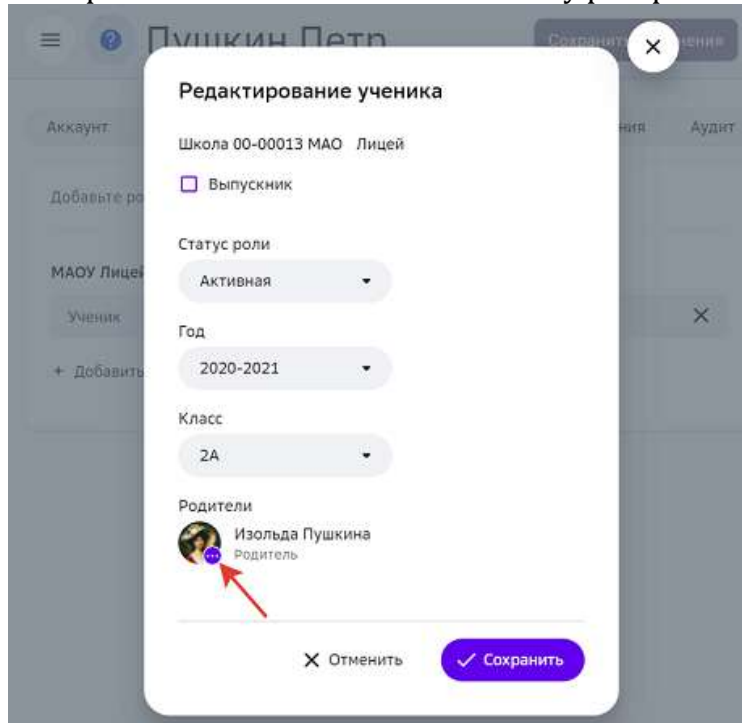 Пушкин Петр
Редактирование ученика
Аккаунт
Аудит
Школа 00-00013 МАО Лицей
Выпускник
Добавьте ро
Статус роли
МАОУ Лицей
Активная
Ученик
Год
+ Добавить
2020-2021
Класс
2А
Родители
Изольда Пушкина
Родитель
Отменить
Сохранить